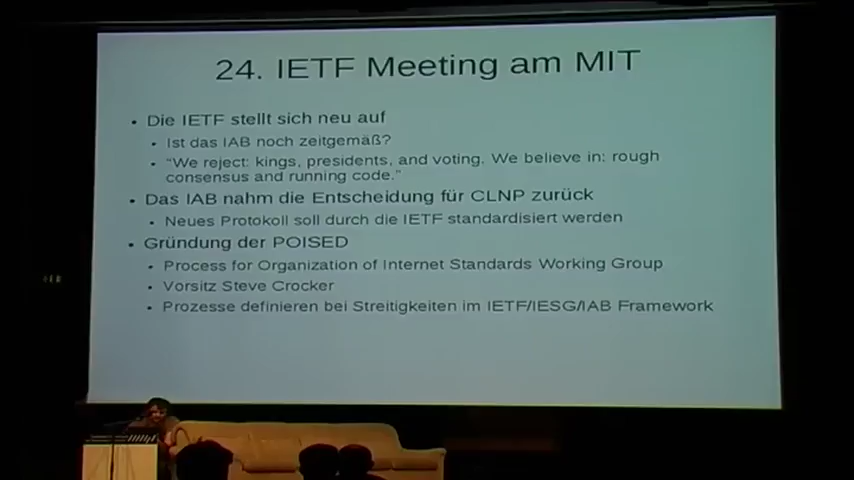 24. IETF Meeting am MIT
• Die IETF stellt sich neu auf
• Ist das IAB noch zeitgemäß?
• “We reject: kings, presidents, and voting. We believe in: rough
consensus and running code.”
• Das IAB nahm die Entscheidung für CLNP zurück
• Neues Protokoll soll durch die IETF standardisiert werden
• Gründung der POISED
• Process for Organization of Internet Standards Working Group
• Vorsitz Steve Crocker
• Prozesse definieren bei Streitigkeiten im IETF/IESG/IAB Framework